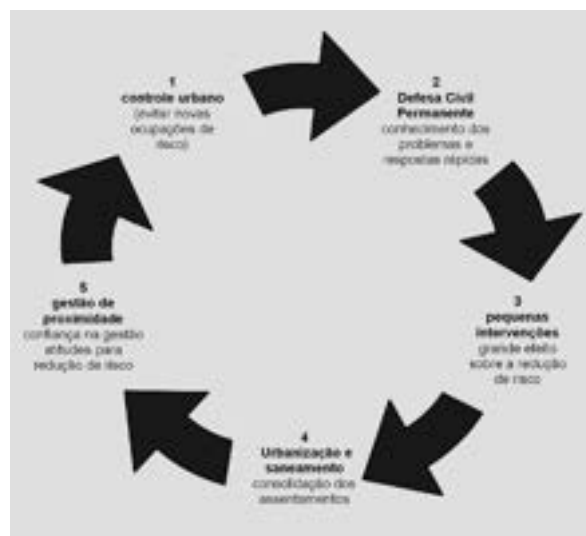 1
controle urbano
(evitar novas
ocupações de
risco)
2
Defesa Civil
Permanente
conhecimento dos
problemas e
respostas rápidas
3
pequenas
intervenções
grande efeito
sobre a redução
de risco
4
Urbanização e
saneamento
consolidação dos
assentamentos
5
gestão de
proximidade
confiança na gestão
atitudes para
redução de risco